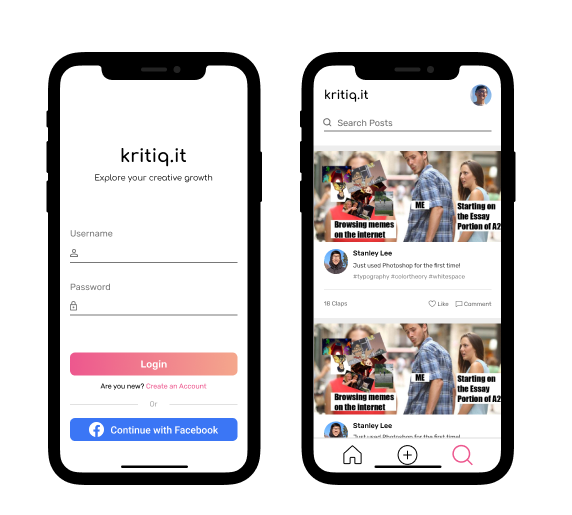 kritiq.it
Explore your creative growth
Username
Password
Login
Are you new? Create an Account
Or
Continue with Facebook
kritiq.it
Search Posts
Browsing memes
on the internet
ME
Starting on
the Essay
Portion of A2
Stanley Lee
Just used Photoshop for the first time!
#typography #colortheory #whitespace
18 Claps
Like
Comment
Browsing memes
on the internet
ME
Starting on
the Essay
Portion of A2
Stanley Lee
Just used Photoshop for the first time!